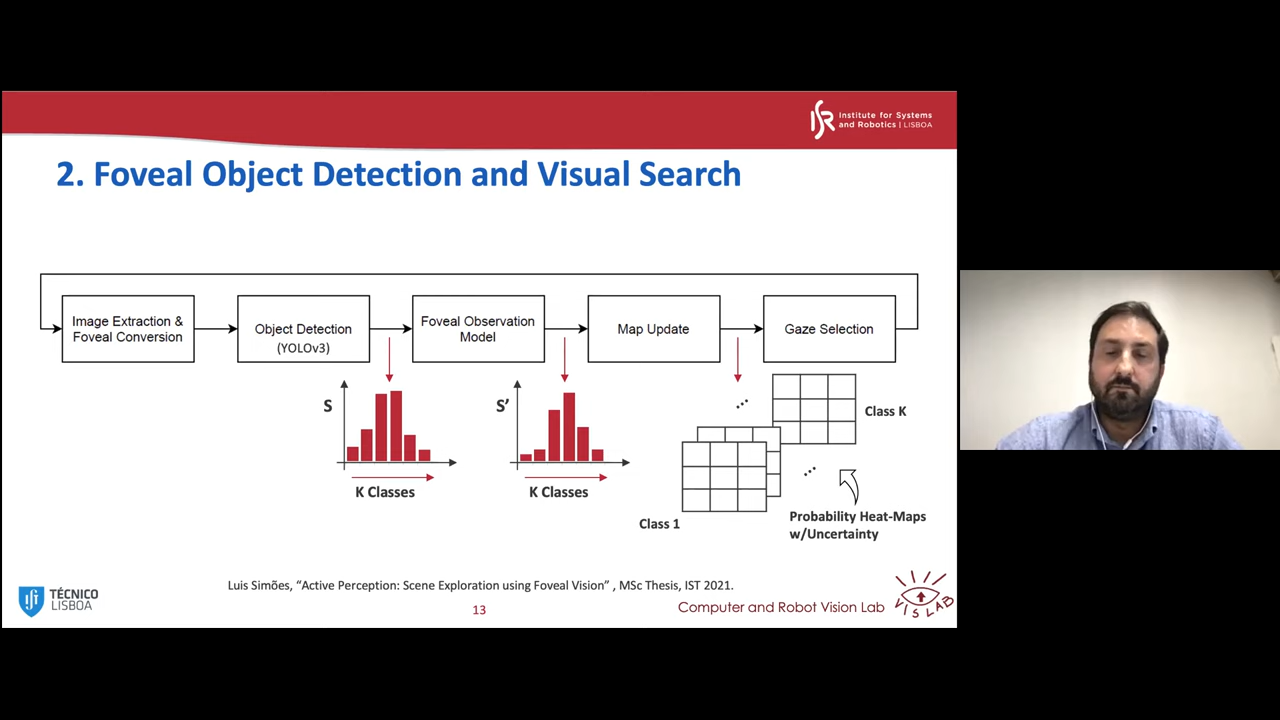 Institute for Systems
and Robotics | LISBOA
2. Foveal Object Detection and Visual Search
Image Extraction &
Foveal Conversion
Object Detection
(YOLOv3)
Foveal Observation
Model
Map Update
Gaze Selection
S
K Classes
S’
K Classes
...
Class K
...
Class 1
Probability Heat-Maps
w/Uncertainty
Luis Simões, “Active Perception: Scene Exploration using Foveal Vision” , MSc Thesis, IST 2021.
TÉCNICO
LISBOA
13
Computer and Robot Vision Lab
VISLAB